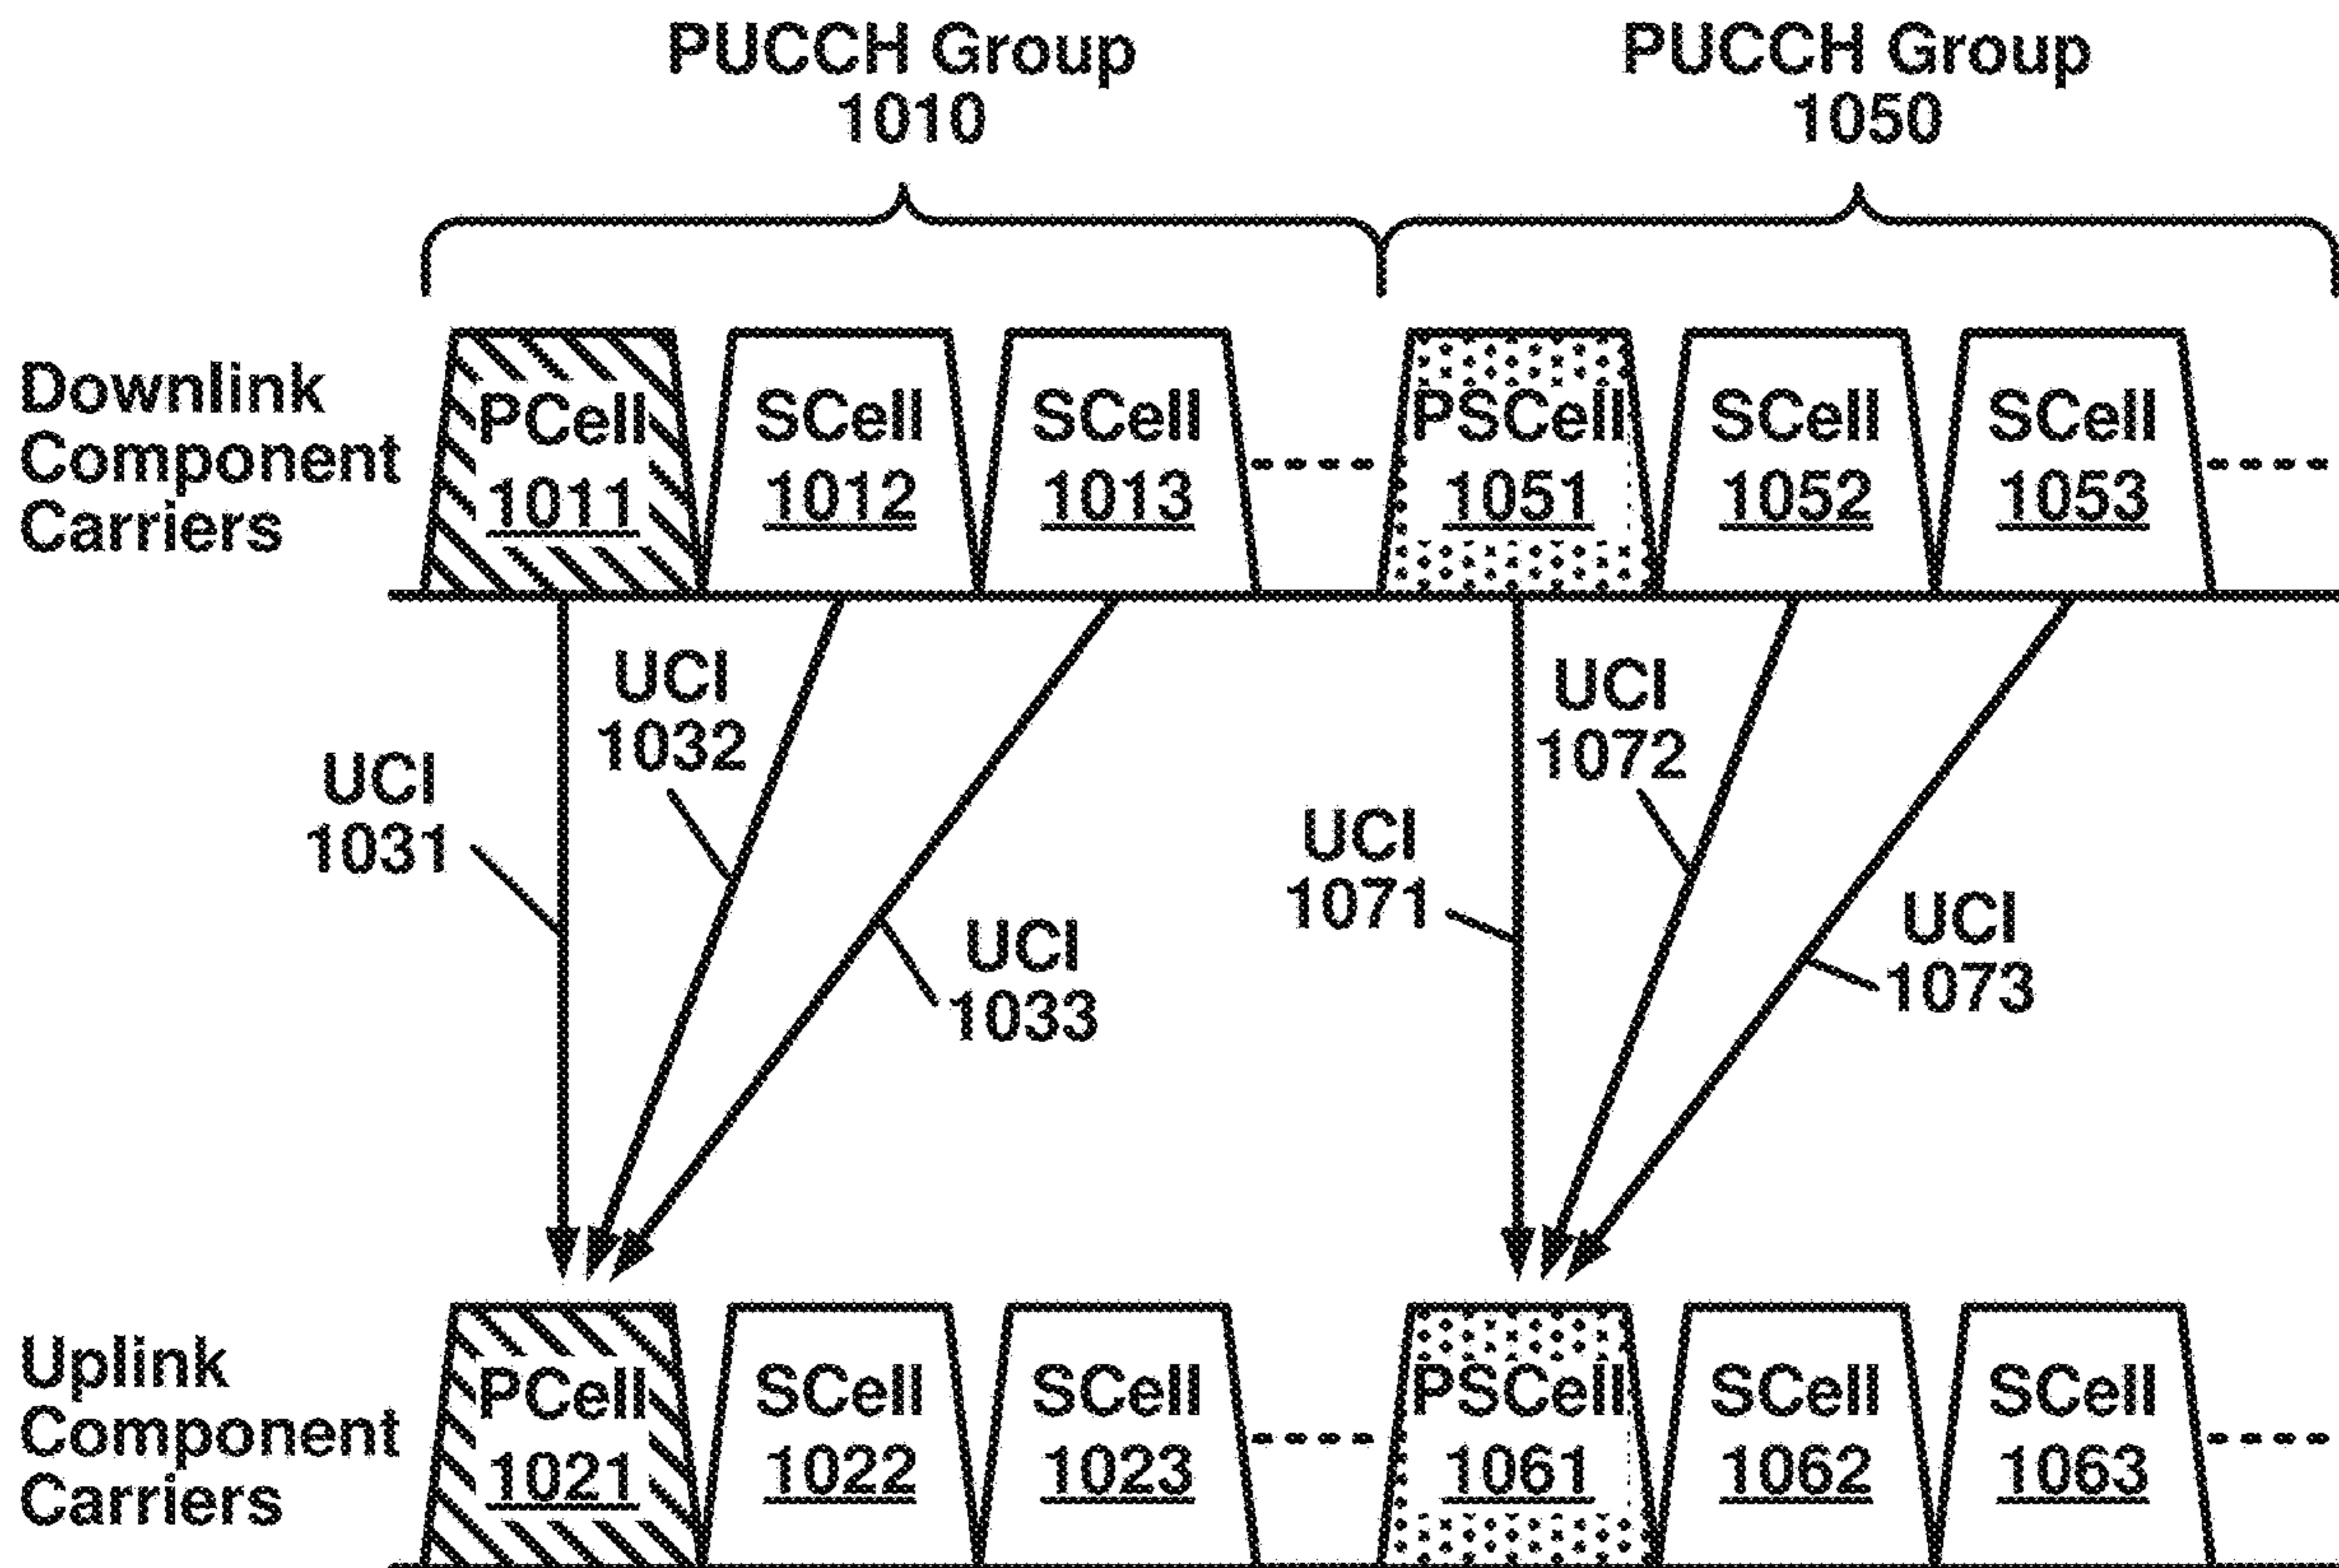 PUCCH Group
1010
PUCCH Group
1050
Downlink
Component
Carriers
PCell
1011
SCell
1012
SCell
1013
PSCell
1051
SCell
1052
SCell
1053
UCI
1031
UCI
1032
UCI
1033
UCI
1071
UCI
1072
UCI
1073
Uplink
Component
Carriers
PCell
1021
SCell
1022
SCell
1023
PSCell
1061
SCell
1062
SCell
1063